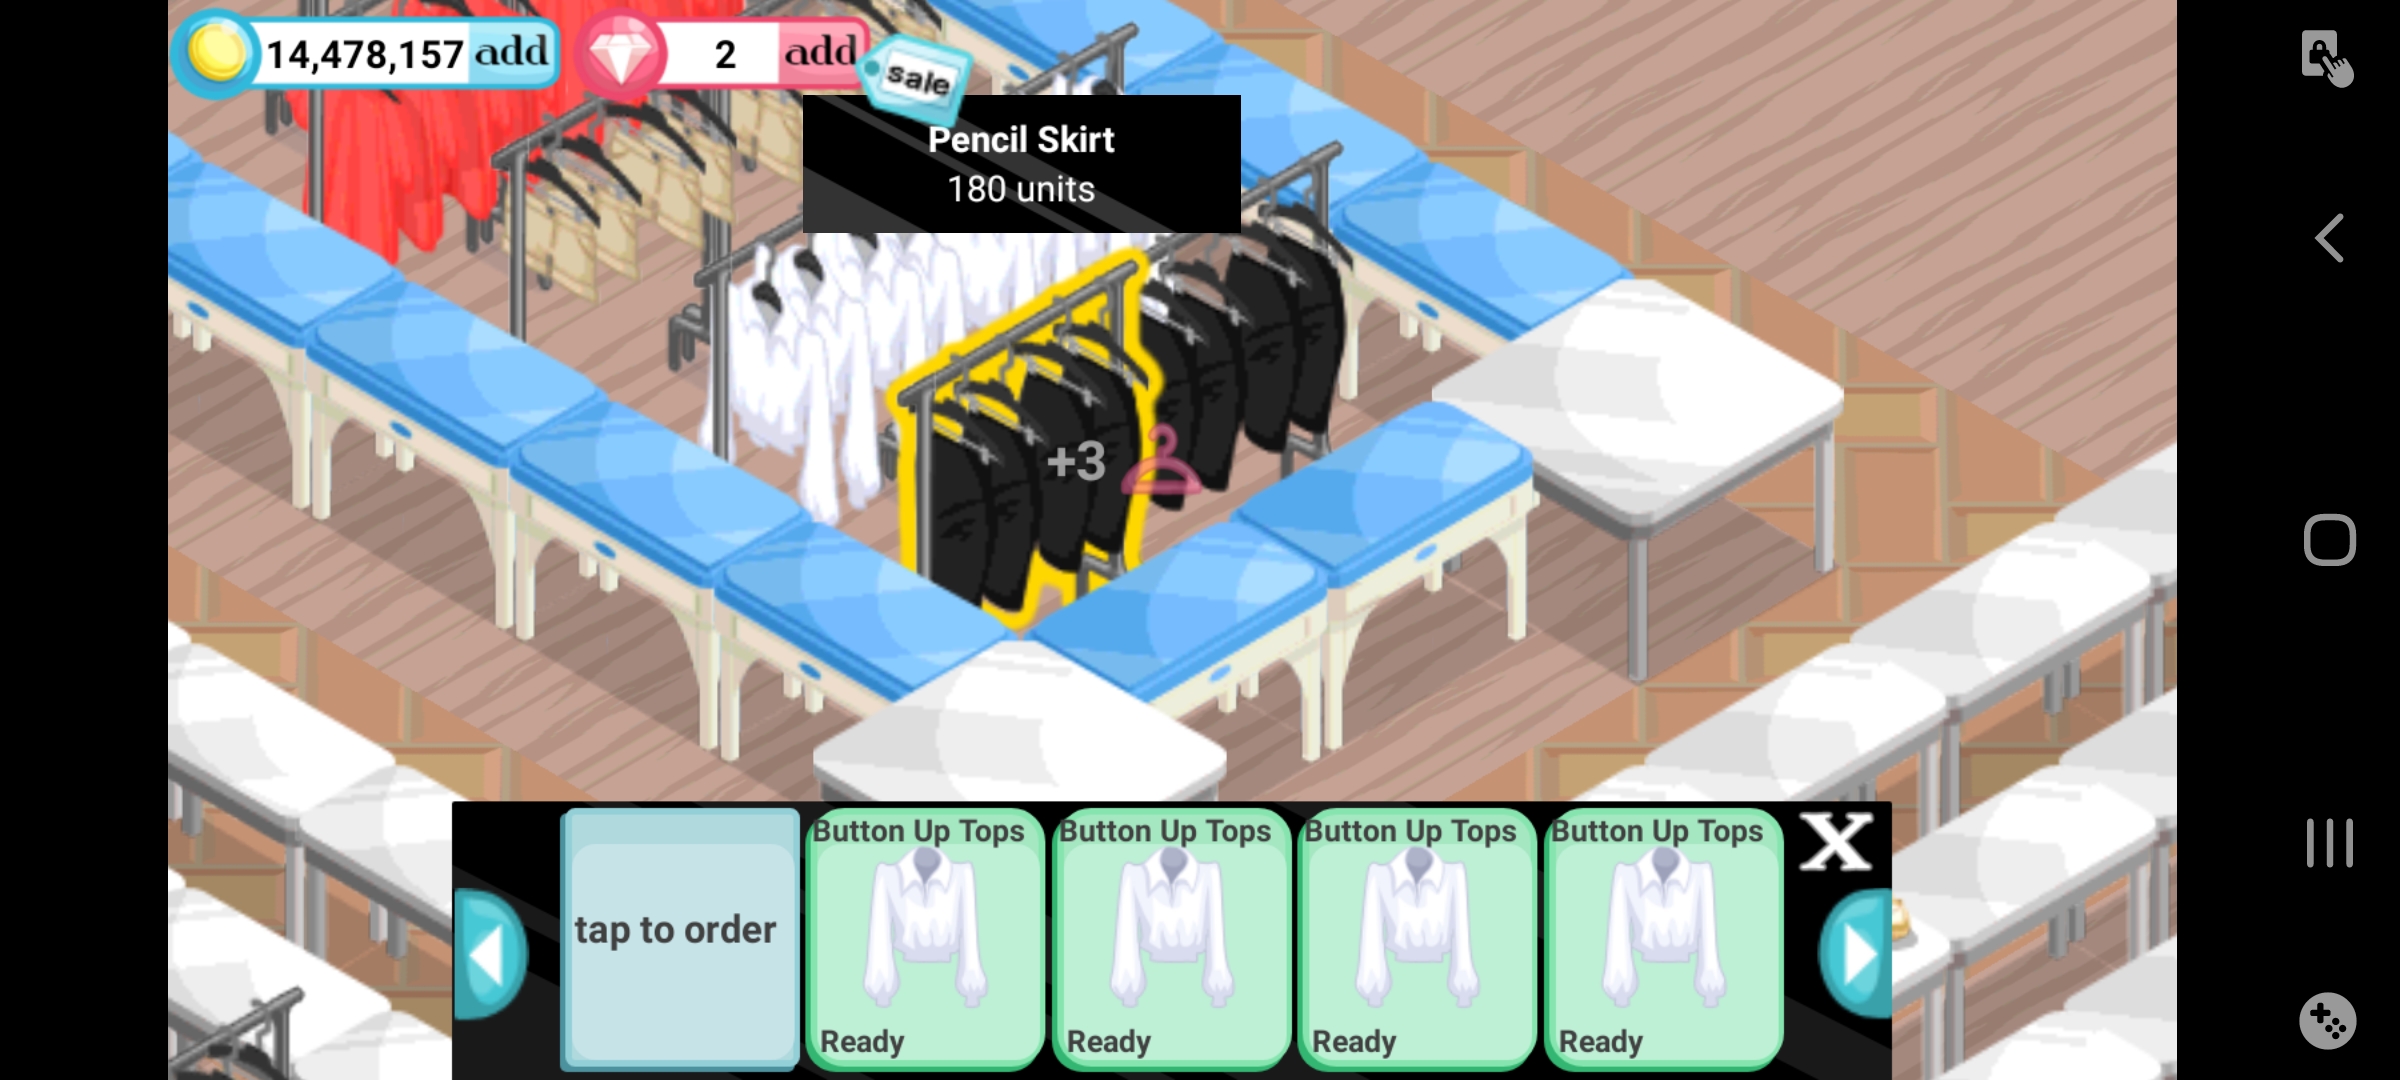 14,478,157 add
2 add
sale
Pencil Skirt
180 units
+3
tap to order
Button Up Tops
Ready
Button Up Tops
Ready
Button Up Tops
Ready
Button Up Tops
Ready
X